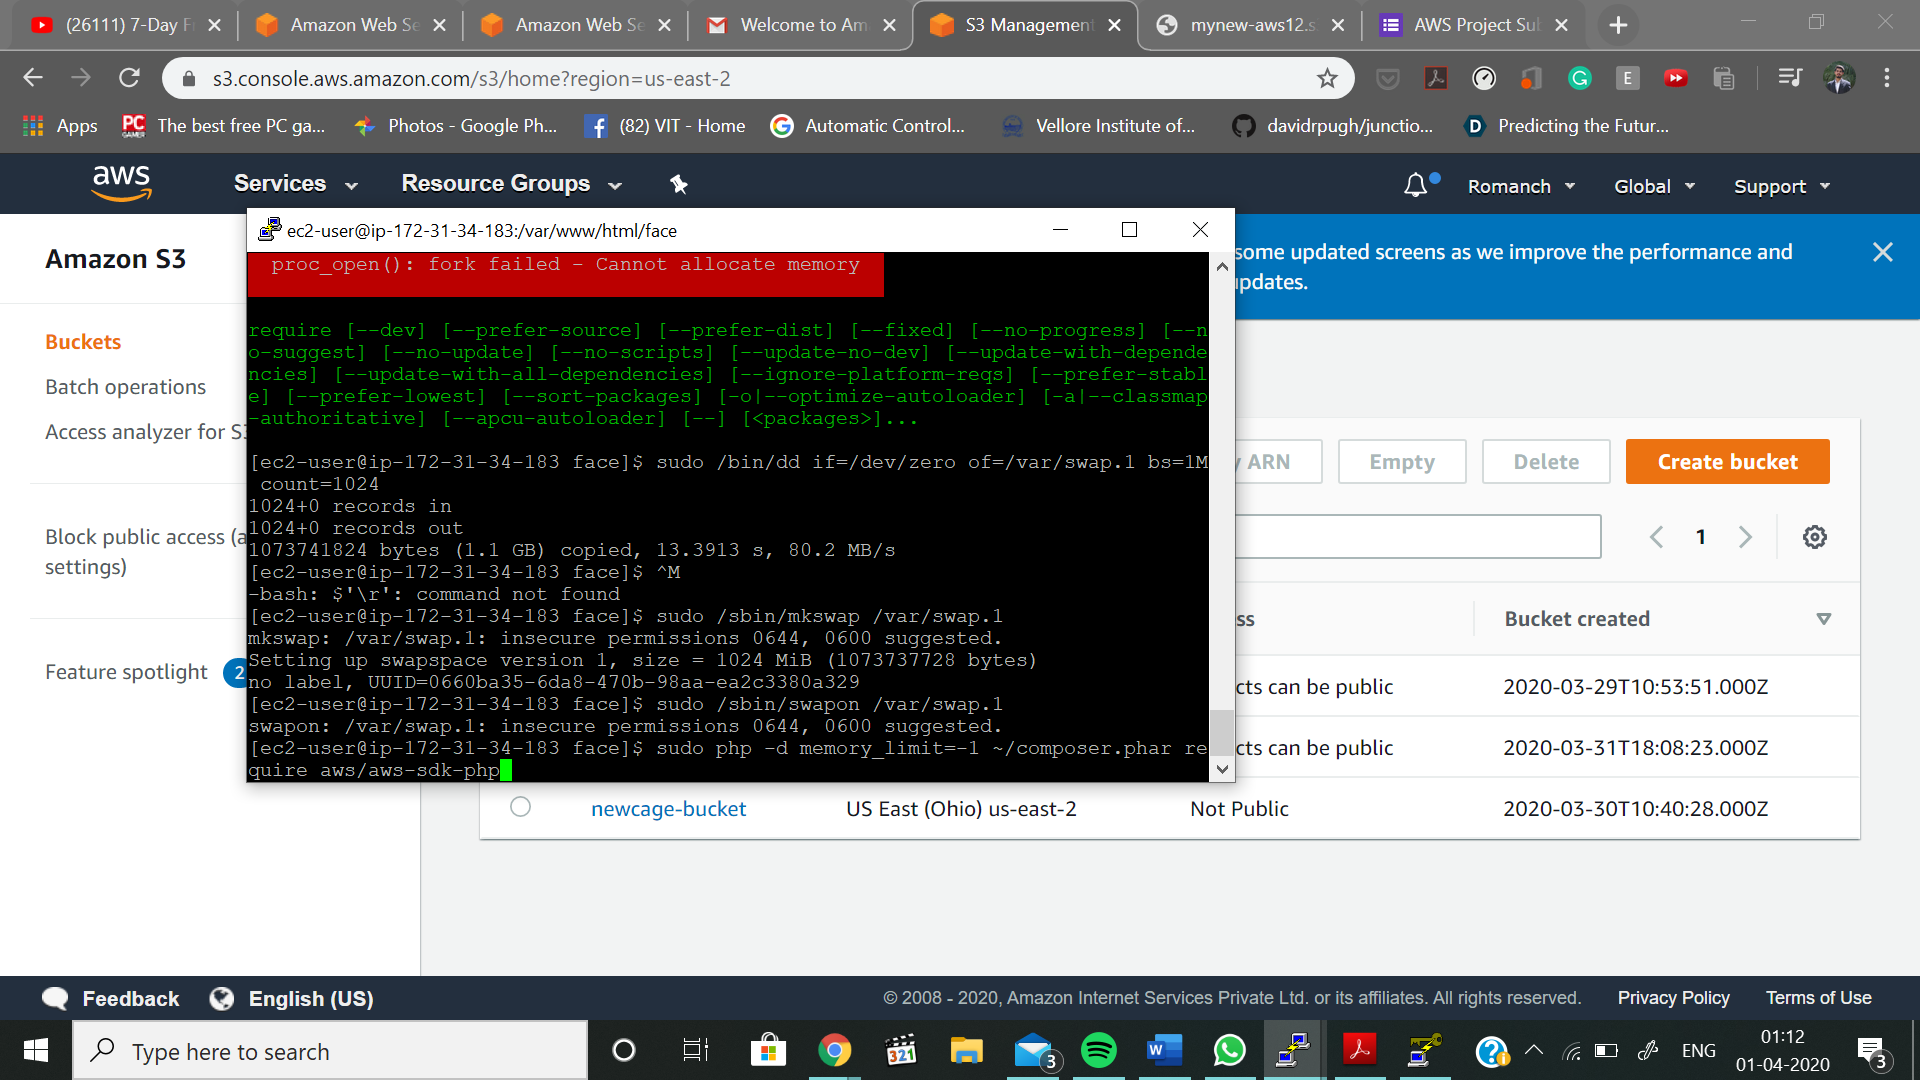 (26111) 7-Day F
Amazon Web Se
Amazon Web Se
Welcome to Am
S3 Management
mynew-aws12.s
AWS Project Sub
s3.console.aws.amazon.com/s3/home?region=us-east-2
Apps
PC GAMER
The best free PC ga...
Photos - Google Ph...
(82) VIT - Home
Automatic Control...
Vellore Institute of...
davidrpugh/junctio...
Predicting the Futur...
aws
Services
Resource Groups
Romanch
Global
Support
ec2-user@ip-172-31-34-183:/var/www/html/face
Amazon S3
some updated screens as we improve the performance and
updates.
Buckets
Batch operations
Access analyzer for S3
Block public access (a
settings)
Feature spotlight 2
proc_open(): fork failed - Cannot allocate memory
require [--dev] [--prefer-source] [--prefer-dist] [--fixed] [--no-progress] [--n
o-suggest] [--no-update] [--no-scripts] [--update-no-dev] [--update-with-depende
ncies] [--update-with-all-dependencies] [--ignore-platform-reqs] [--prefer-stabl
e] [--prefer-lowest] [--sort-packages] [-o|--optimize-autoloader] [-a|--classmap
-authoritative] [--apcu-autoloader] [--] [<packages>]...
[ec2-user@ip-172-31-34-183 face]$ sudo /bin/dd if=/dev/zero of=/var/swap.1 bs=1M
count=1024
1024+0 records in
1024+0 records out
1073741824 bytes (1.1 GB) copied, 13.3913 s, 80.2 MB/s
[ec2-user@ip-172-31-34-183 face]$ ^M
-bash: $'\r': command not found
[ec2-user@ip-172-31-34-183 face]$ sudo /sbin/mkswap /var/swap.1
mkswap: /var/swap.1: insecure permissions 0644, 0600 suggested.
Setting up swapspace version 1, size = 1024 MiB (1073737728 bytes)
no label, UUID=0660ba35-6da8-470b-98aa-ea2c3380a329
[ec2-user@ip-172-31-34-183 face]$ sudo /sbin/swapon /var/swap.1
swapon: /var/swap.1: insecure permissions 0644, 0600 suggested.
[ec2-user@ip-172-31-34-183 face]$ sudo php -d memory_limit=-1 ~/composer.phar re
quire aws/aws-sdk-php
ARN
Empty
Delete
Create bucket
1
ss
Bucket created
cts can be public
2020-03-29T10:53:51.000Z
cts can be public
2020-03-31T18:08:23.000Z
newcage-bucket
US East (Ohio) us-east-2
Not Public
2020-03-30T10:40:28.000Z
Feedback
English (US)
© 2008 - 2020, Amazon Internet Services Private Ltd. or its affiliates. All rights reserved.
Privacy Policy
Terms of Use
Type here to search
321
3
W
ENG
01:12
01-04-2020
3